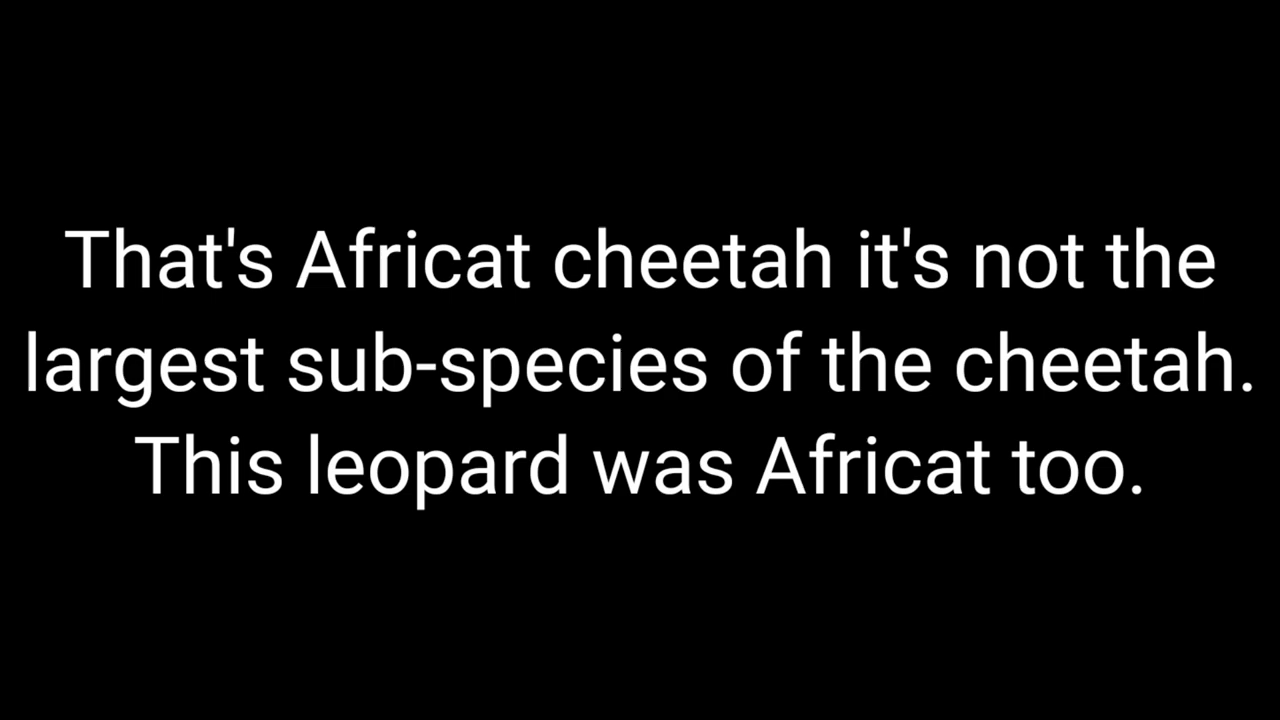 That's Africat cheetah it's not the
largest sub-species of the cheetah.
This leopard was Africat too.